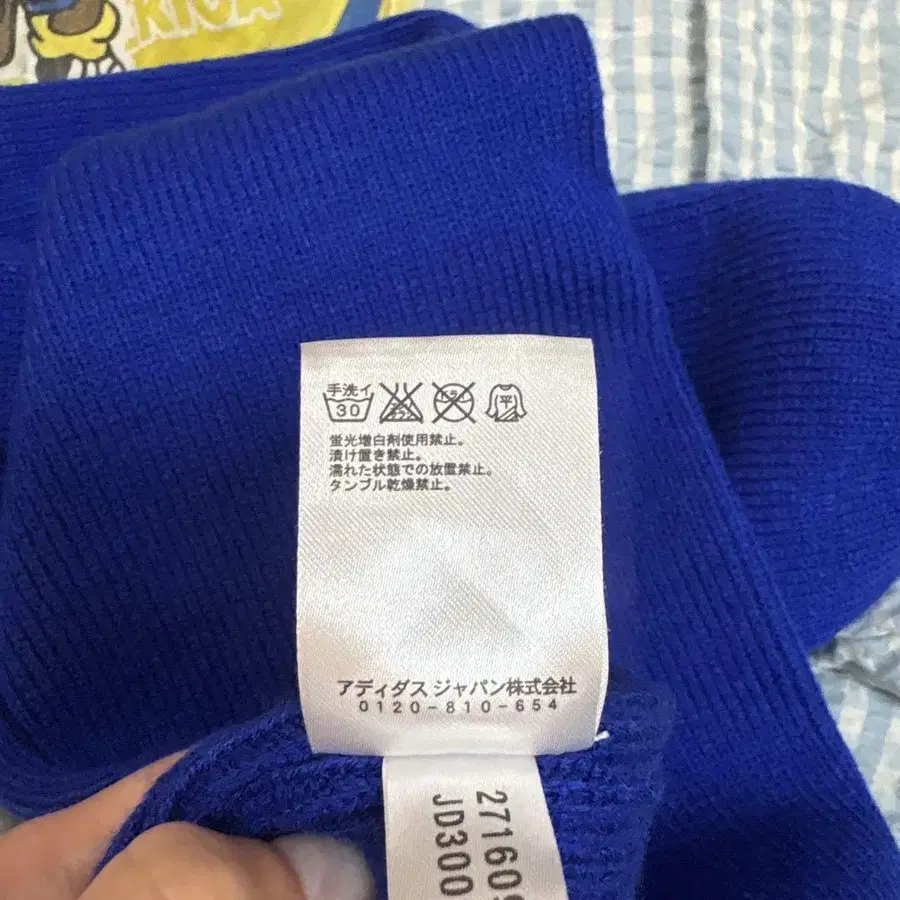 RIGA
手洗イ
30
平
蛍光増白剤使用禁止。
漬け置き禁止。
濡れた状態での放置禁止。
タンブル乾燥禁止。
アディダス ジャパン株式会社
0120-810-654
27160
JD300